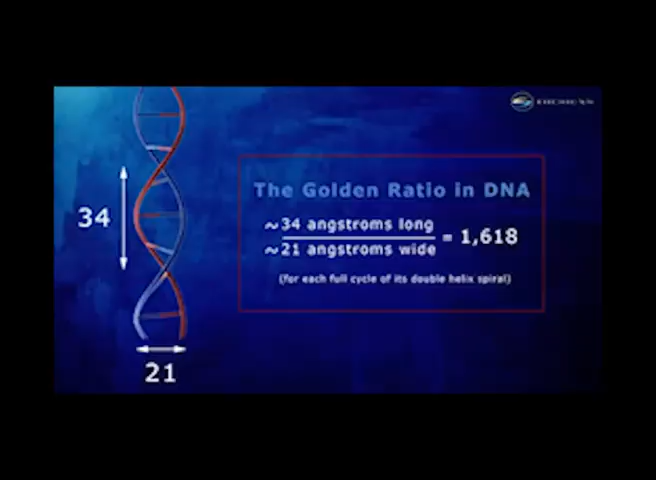 The Golden Ratio in DNA
~34 angstroms long
34
= 1,618
~21 angstroms wide
(for each full cycle of its double helix spiral)
21